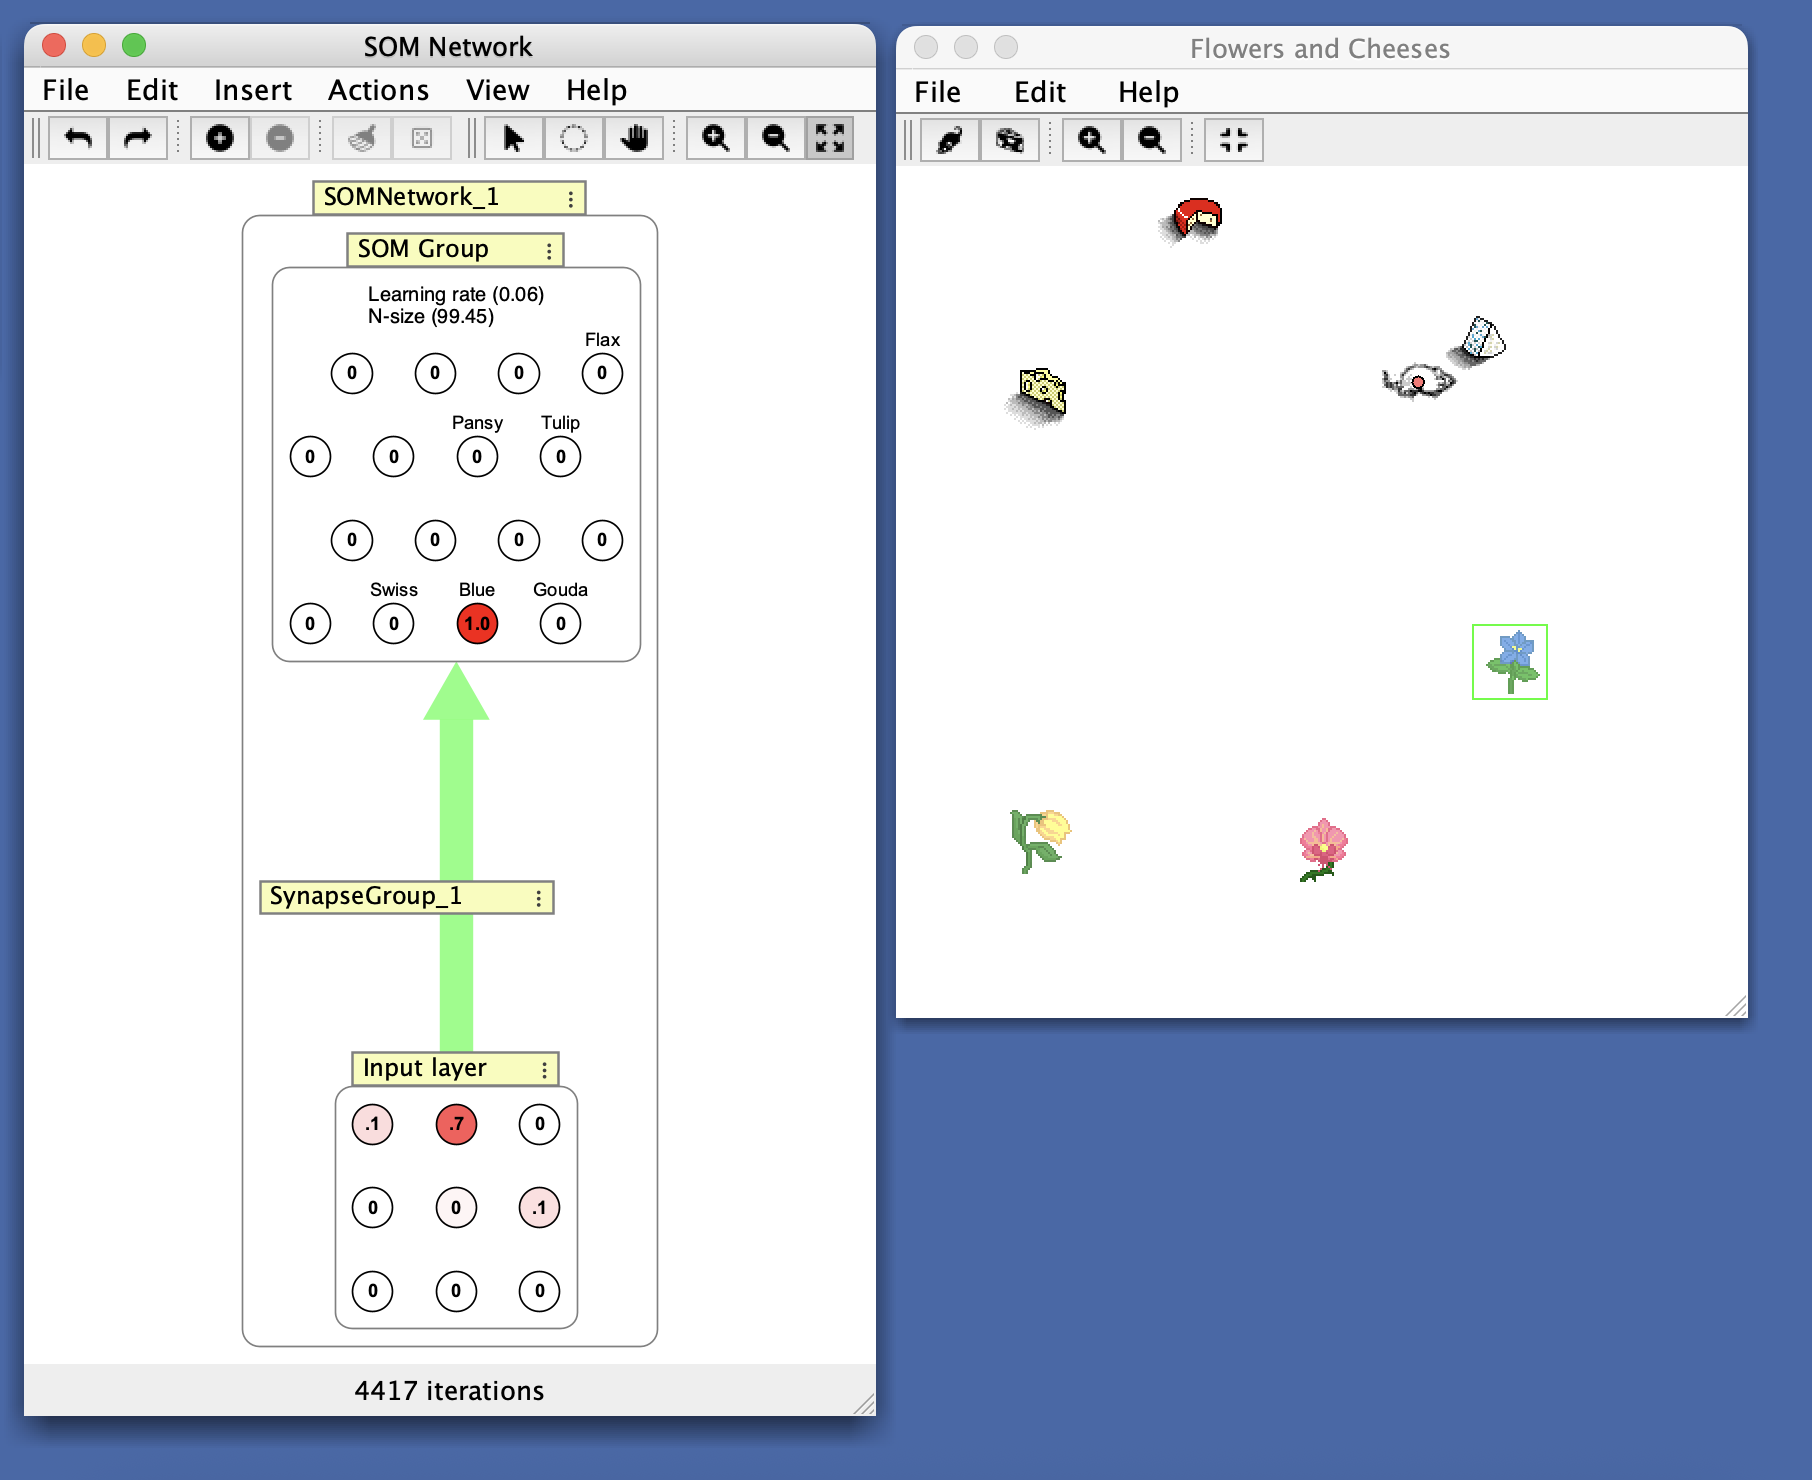 SOM Network
File Edit Insert Actions View Help
SOMNetwork_1
SOM Group
Learning rate (0.06)
N-size (99.45)
Flax
0 0 0 0
Pansy Tulip
0 0 0 0
0 0 0 0
Swiss Blue Gouda
0 0 1.0 0
SynapseGroup_1
Input layer
.1 .7 0
0 0 .1
0 0 0
4417 iterations
Flowers and Cheeses
File Edit Help